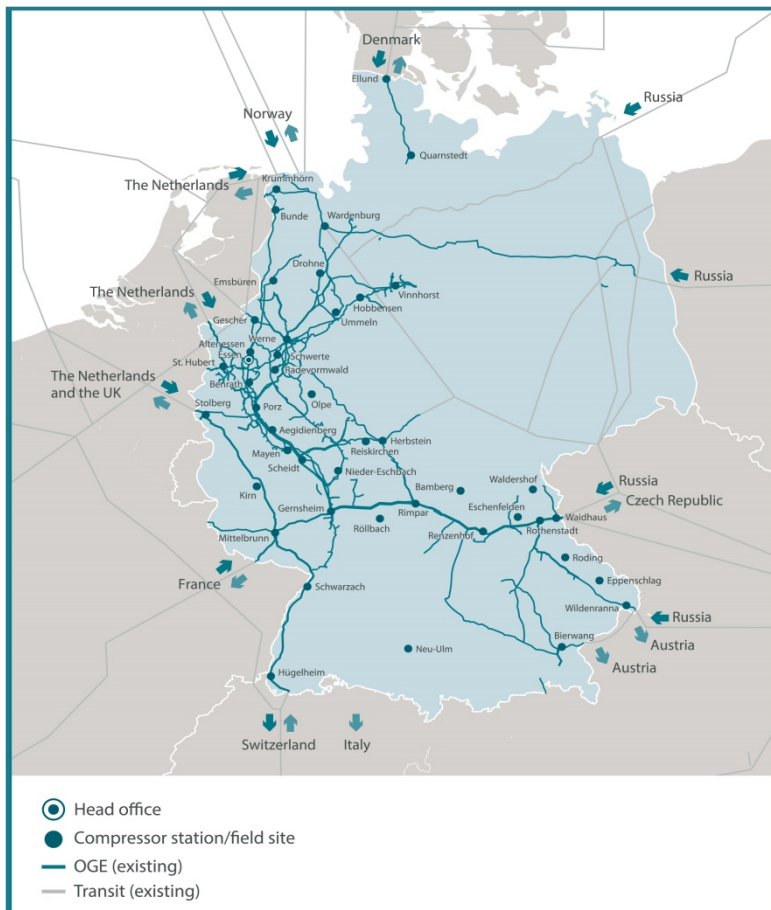 Denmark
Ellund
Russia
Norway
Quarnstedt
The Netherlands
Krummhörn
Bunde
Wardenburg
Drohne
Russia
Emsbüren
Vinnhorst
The Netherlands
Hobbensen
Gescher
Ummeln
Werne
Altenessen
Essen
Schwerte
St. Hubert
Radevormwald
The Netherlands
and the UK
Benrath
Olpe
Stolberg
Porz
Aegidienberg
Herbstein
Reiskirchen
Mayen
Scheidt
Nieder-Eschbach
Russia
Waldershof
Bamberg
Kirn
Czech Republic
Eschenfelden
Gernsheim
Rimpar
Waidhaus
Röllbach
Rothenstadt
Mittelbrunn
Renzenhof
Roding
France
Schwarzach
Eppenschlag
Wildenranna
Russia
Bierwang
Austria
Neu-Ulm
Austria
Hügelheim
Switzerland
Italy
Head office
Compressor station/field site
OGE (existing)
Transit (existing)